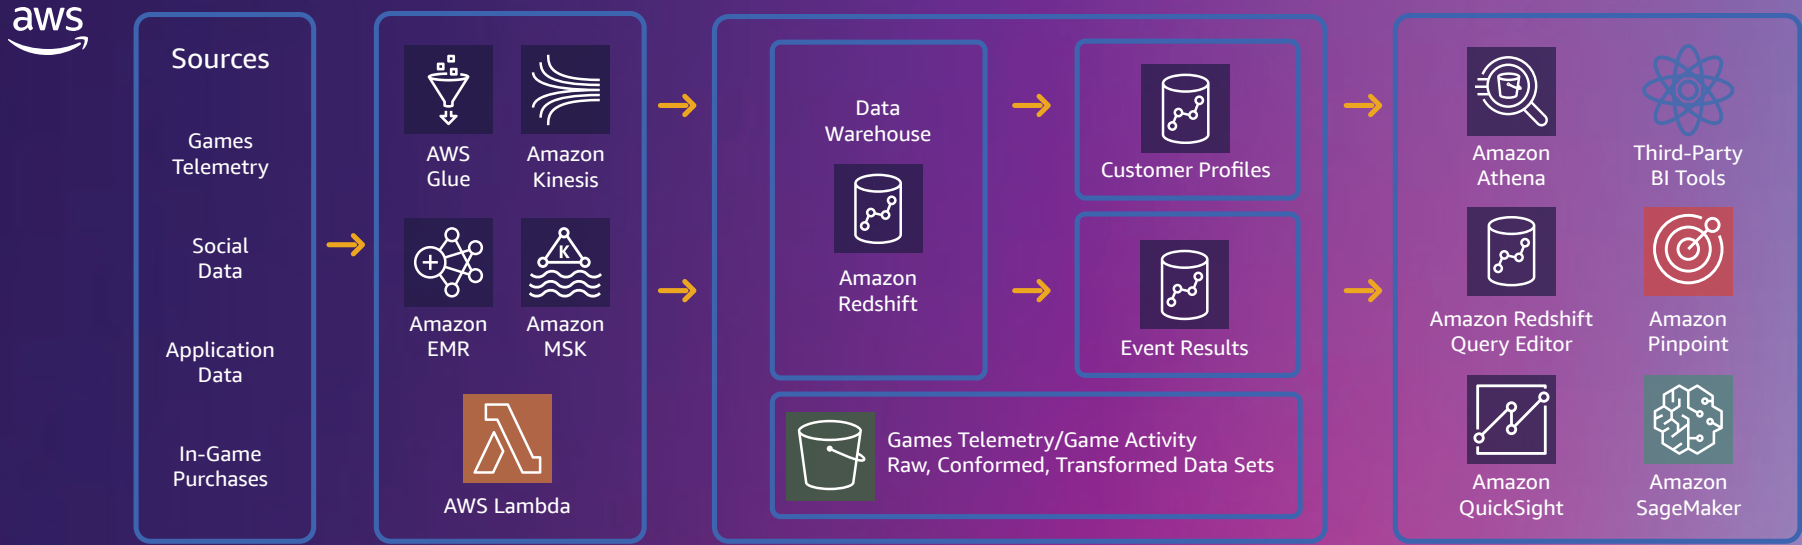 aws
Sources
Games
Telemetry
Social
Data
Application
Data
In-Game
Purchases
AWS
Glue
Amazon
Kinesis
Amazon
EMR
K
Amazon
MSK
AWS Lambda
Data
Warehouse
Amazon
Redshift
Customer Profiles
Event Results
Games Telemetry/Game Activity
Raw, Conformed, Transformed Data Sets
Amazon
Athena
Third-Party
BI Tools
Amazon Redshift
Query Editor
Amazon
Pinpoint
Amazon
QuickSight
Amazon
SageMaker